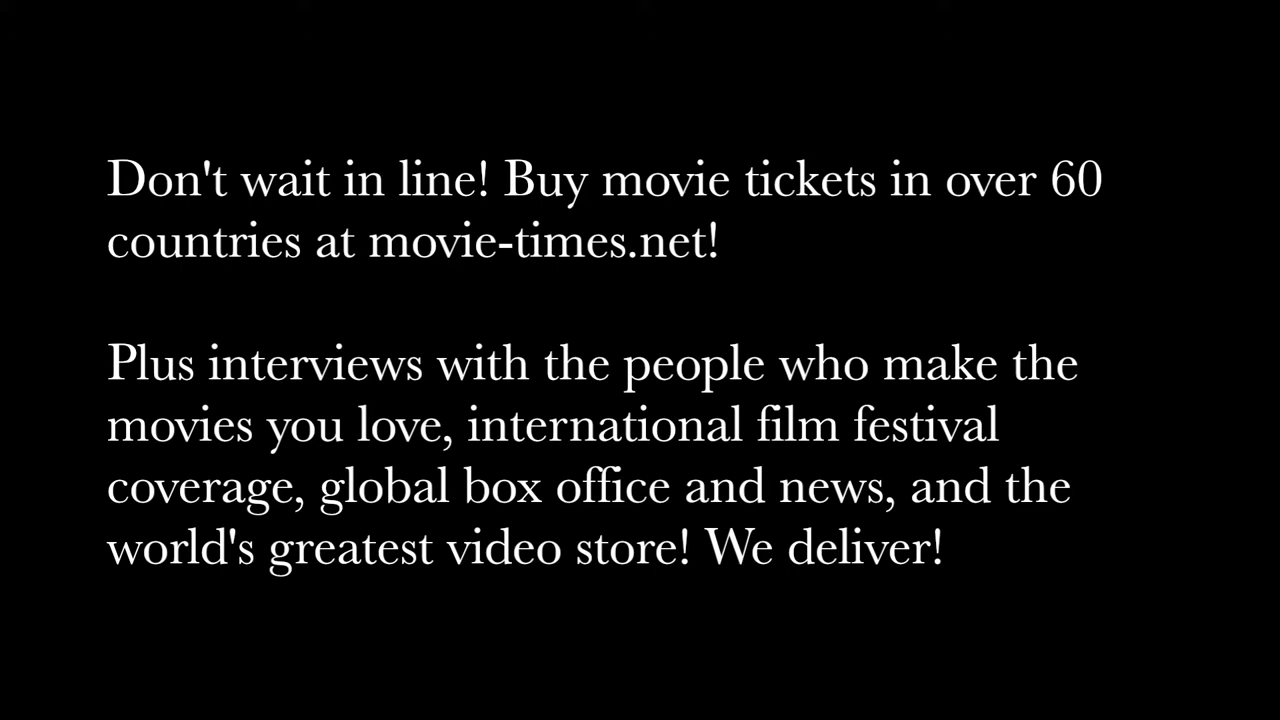 Don't wait in line! Buy movie tickets in over 60
countries at movie-times.net!
Plus interviews with the people who make the
movies you love, international film festival
coverage, global box office and news, and the
world's greatest video store! We deliver!